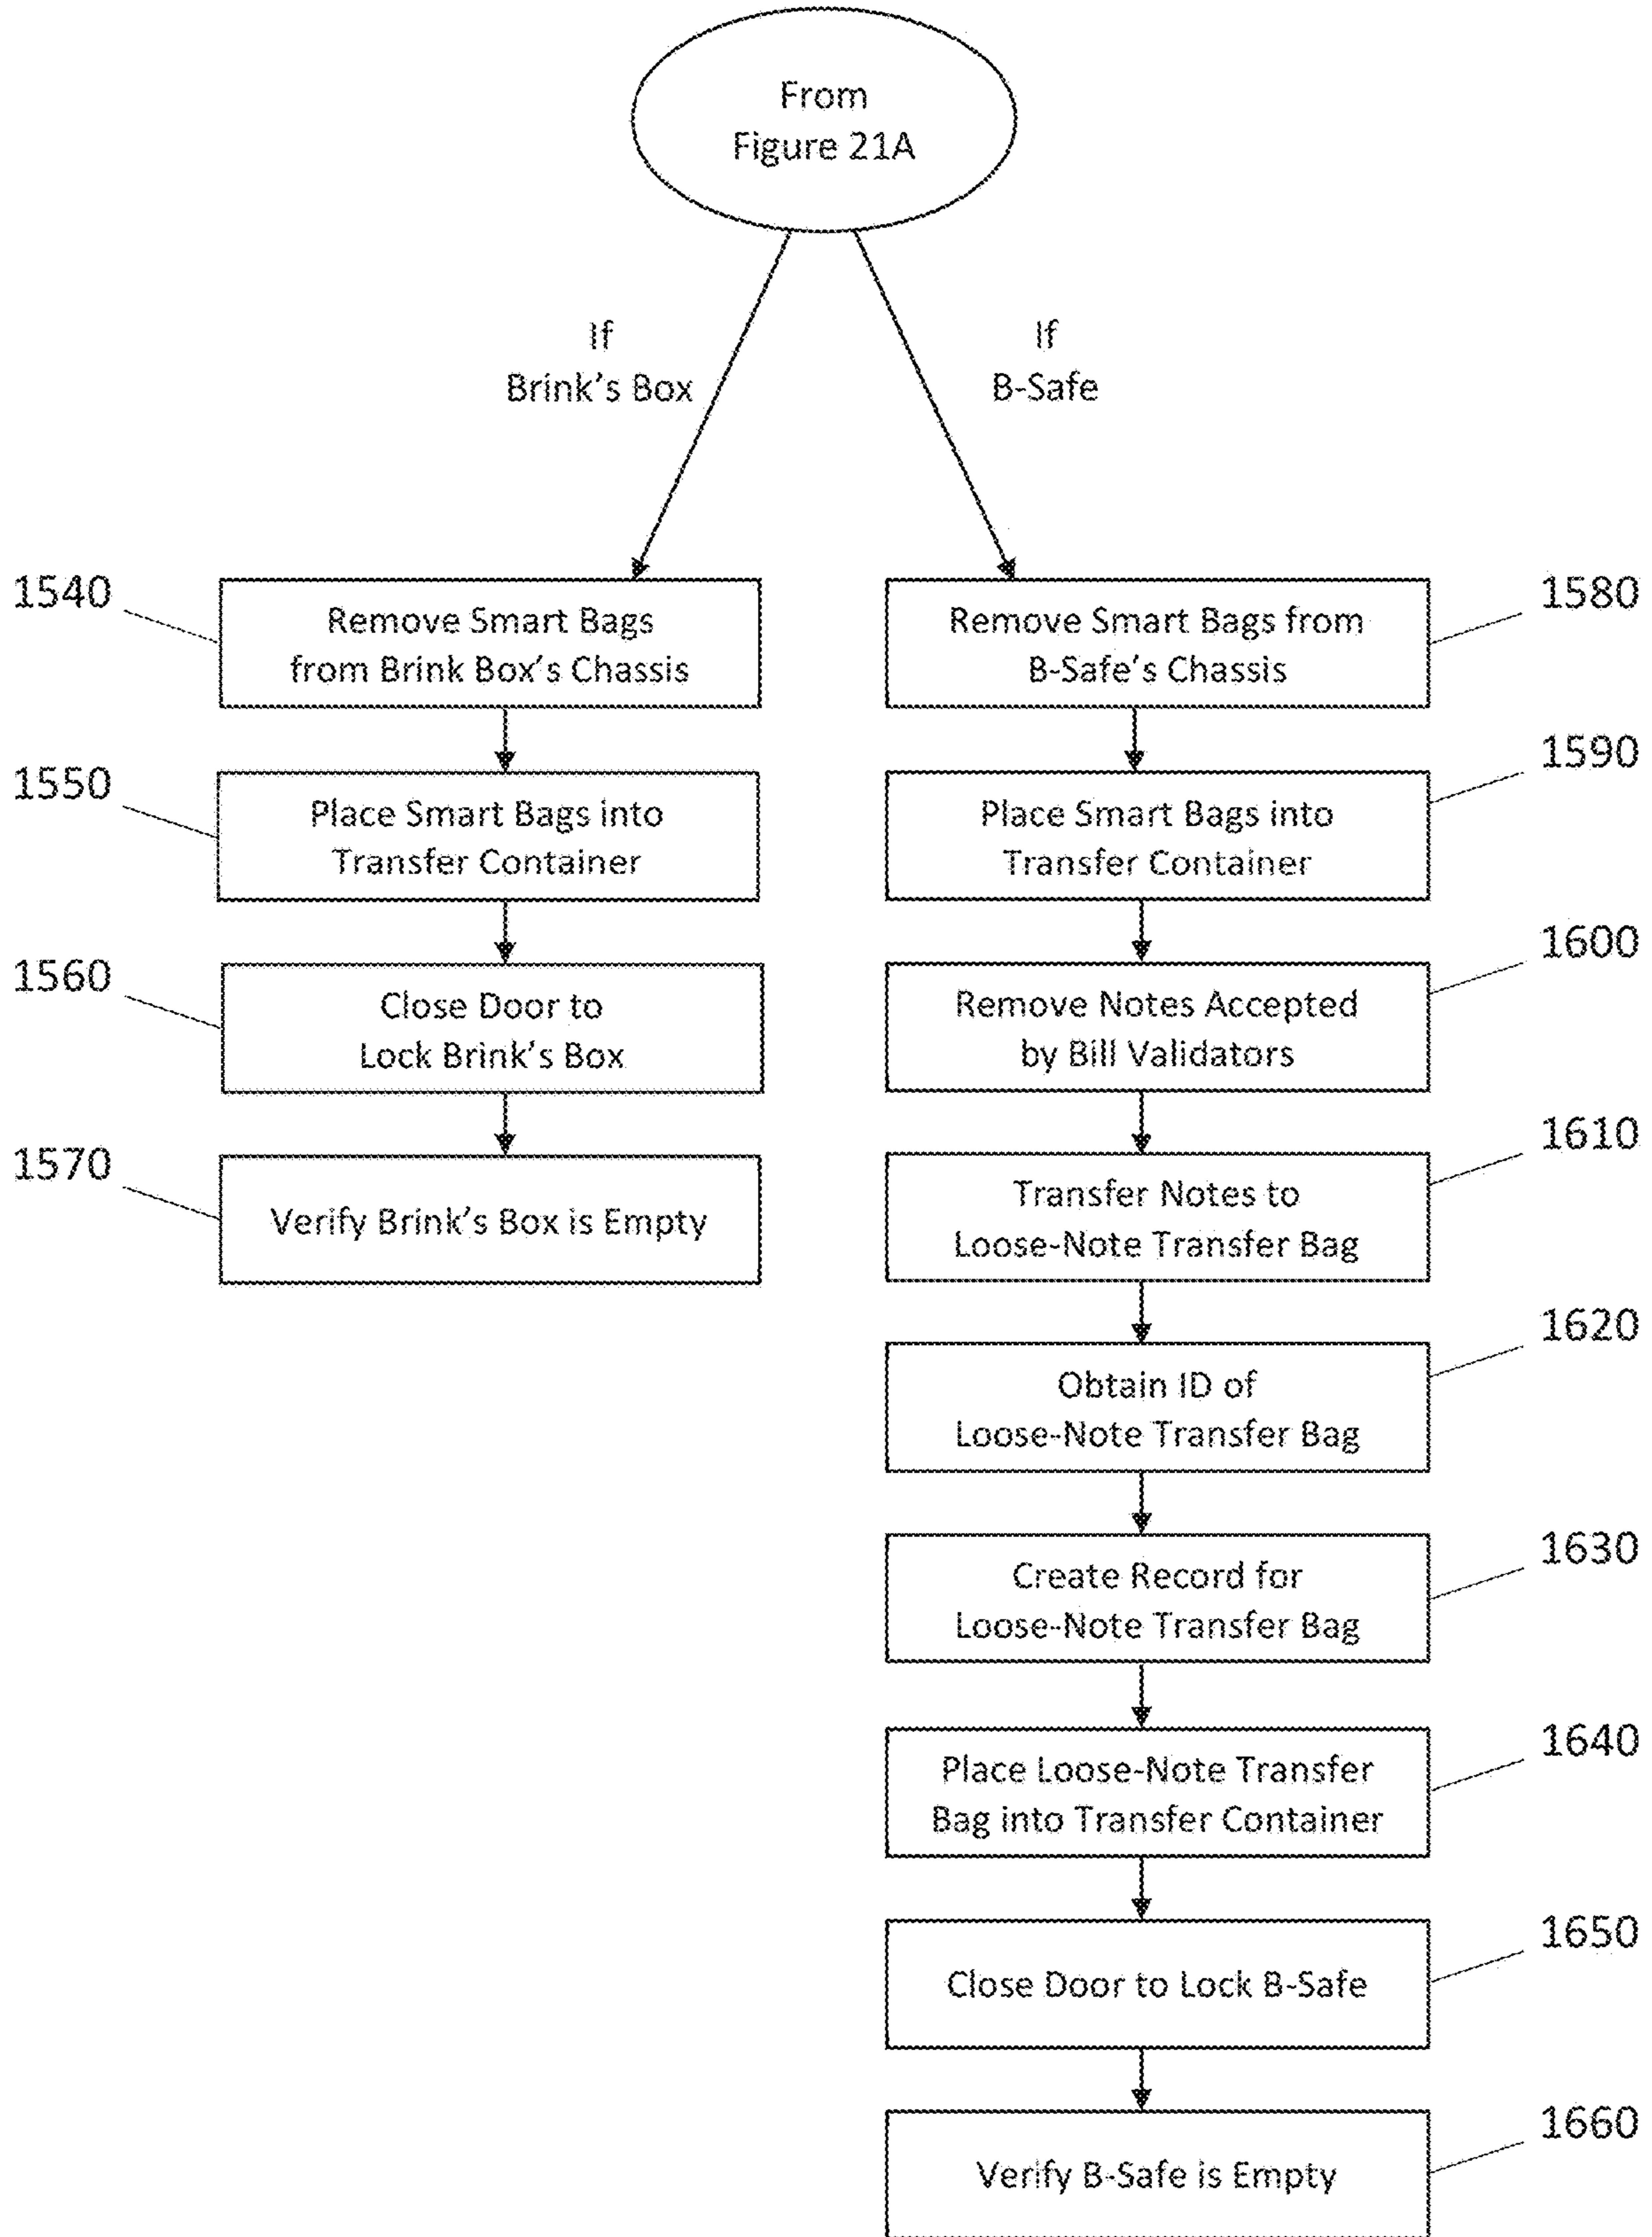 From
Figure 21A
If
Brink's Box
If
B-Safe
1540
Remove Smart Bags
from Brink Box's Chassis
1550
Place Smart Bags into
Transfer Container
1560
Close Door to
Lock Brink's Box
1570
Verify Brink's Box is Empty
1580
Remove Smart Bags from
B-Safe's Chassis
1590
Place Smart Bags into
Transfer Container
1600
Remove Notes Accepted
by Bill Validators
1610
Transfer Notes to
Loose-Note Transfer Bag
1620
Obtain ID of
Loose-Note Transfer Bag
1630
Create Record for
Loose-Note Transfer Bag
1640
Place Loose-Note Transfer
Bag into Transfer Container
1650
Close Door to Lock B-Safe
1660
Verify B-Safe is Empty